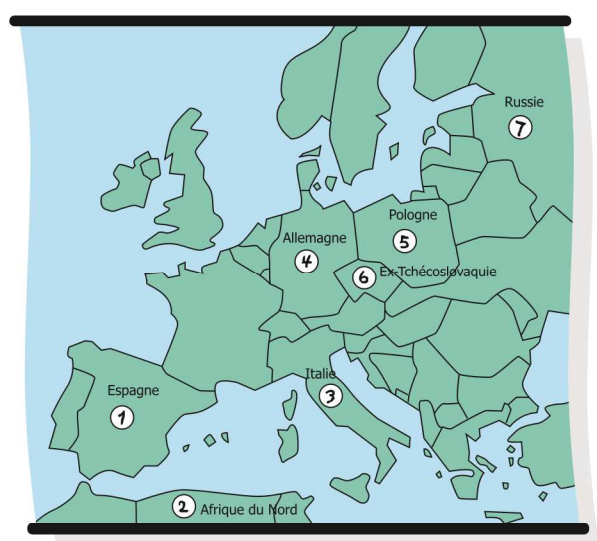 Russie
7
Pologne
5
Allemagne
4
6 Ex-Tchécoslovaquie
Italie
3
Espagne
1
2 Afrique du Nord